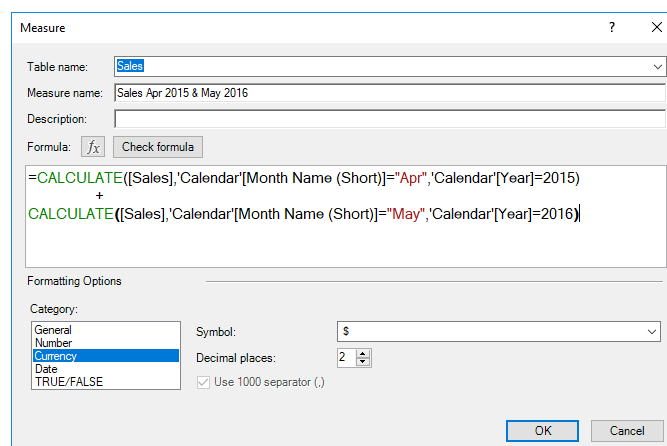 Measure ?
Table name: Sales
Measure name: Sales Apr 2015 & May 2016
Description:
Formula: fx Check formula
=CALCULATE([Sales],'Calendar'[Month Name (Short)]="Apr",'Calendar'[Year]=2015)
+
CALCULATE([Sales],'Calendar'[Month Name (Short)]="May",'Calendar'[Year]=2016)
Formatting Options
Category:
General
Number
Currency
Date
TRUE/FALSE
Symbol: $
Decimal places: 2
Use 1000 separator (,)
OK Cancel